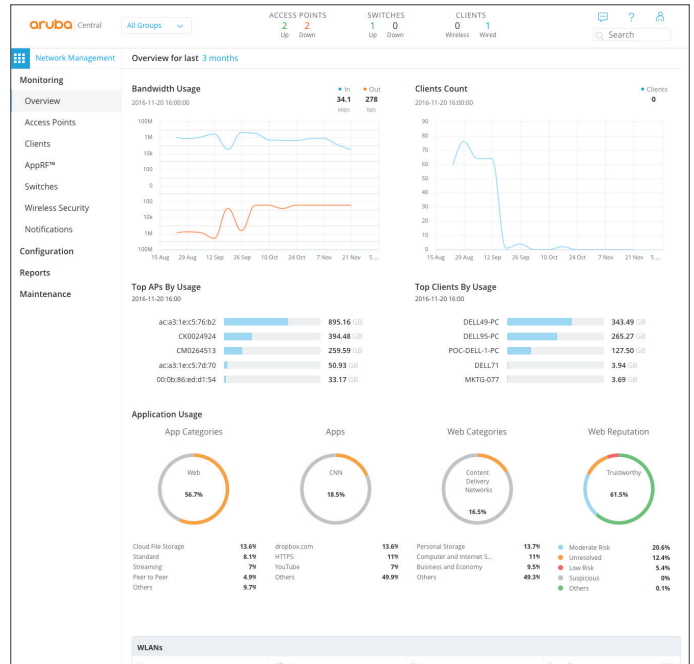 aruba Central
All Groups
ACCESS POINTS
2 2
Up Down
SWITCHES
1 0
Up Down
CLIENTS
0 1
Wireless Wired
?
Search
Network Management
Overview for last 3 months
Monitoring
Overview
Access Points
Clients
AppRF™
Switches
Wireless Security
Notifications
Configuration
Reports
Maintenance
Bandwidth Usage
2016-11-20 16:00:00
In Out
34.1 278
kbps bps
100M
1M
10k
100
0
100
10k
1M
100M
15 Aug 29 Aug 12 Sep 26 Sep 10 Oct 24 Oct 7 Nov 21 Nov 5 ...
Clients Count
2016-11-20 16:00:00
Clients
0
90
80
70
60
50
40
30
20
10
0
15 Aug 29 Aug 12 Sep 26 Sep 10 Oct 24 Oct 7 Nov 21 Nov 5 ...
Top APs By Usage
2016-11-20 16:00
ac:a3:1e:c5:76:b2 895.16 GB
CK0024924 394.48 GB
CM0264513 259.59 GB
ac:a3:1e:c5:7d:70 50.93 GB
00:0b:86:ed:d1:54 33.17 GB
Top Clients By Usage
2016-11-20 16:00
DELL49-PC 343.49 GB
DELL95-PC 265.27 GB
POC-DELL-1-PC 127.50 GB
DELL71 3.94 GB
MKTG-077 3.69 GB
Application Usage
App Categories
Web
56.7%
Cloud File Storage 13.6%
Standard 8.1%
Streaming 7%
Peer to Peer 4.9%
Others 9.7%
Apps
CNN
18.5%
dropbox.com 13.6%
HTTPS 11%
YouTube 7%
Others 49.9%
Web Categories
Content
Delivery
Networks
16.5%
Personal Storage 13.7%
Computer and Internet S... 11%
Business and Economy 9.5%
Others 49.3%
Web Reputation
Trustworthy
61.5%
Moderate Risk 20.6%
Unresolved 12.4%
Low Risk 5.4%
Suspicious 0%
Others 0.1%
WLANs